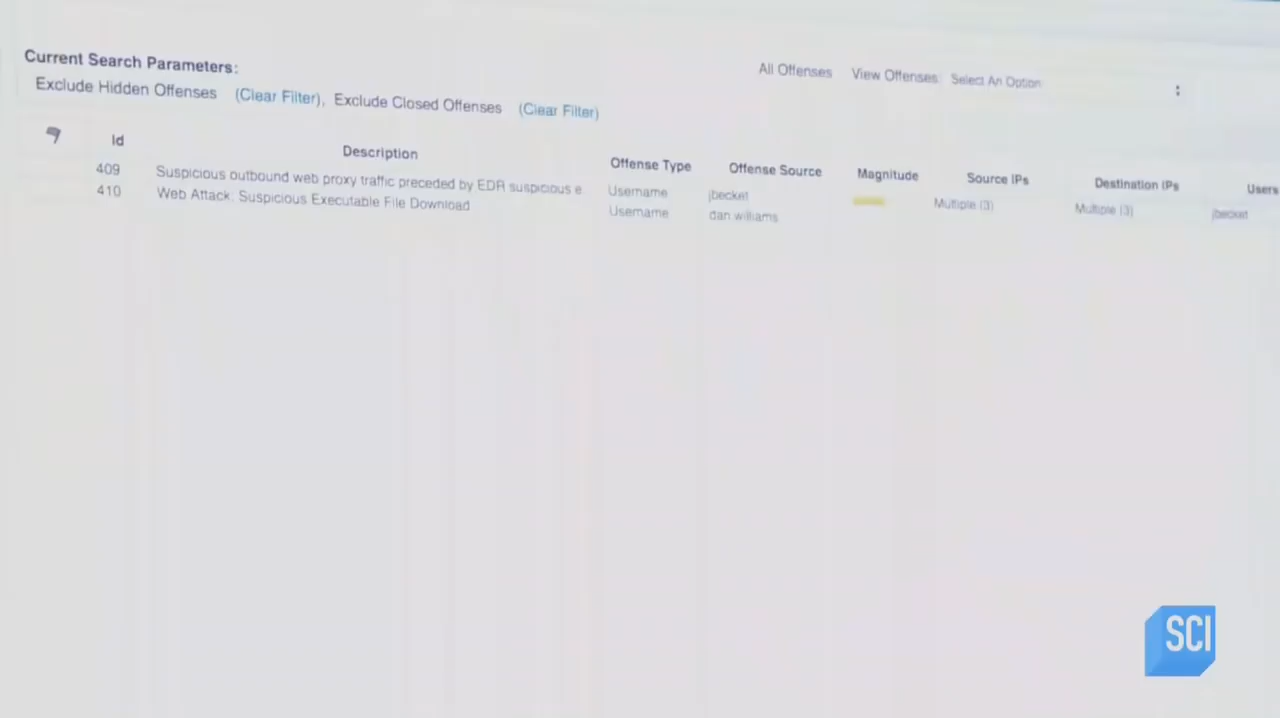 Current Search Parameters:
Exclude Hidden Offenses (Clear Filter), Exclude Closed Offenses (Clear Filter)
All Offenses View Offenses: Select An Option
Id Description Offense Type Offense Source Magnitude Source IPs Destination IPs Users
409 Suspicious outbound web proxy traffic preceded by EDR suspicious e Username jbecket Multiple (3) Multiple (3) jbecket
410 Web Attack: Suspicious Executable File Download Username dan williams
SCI